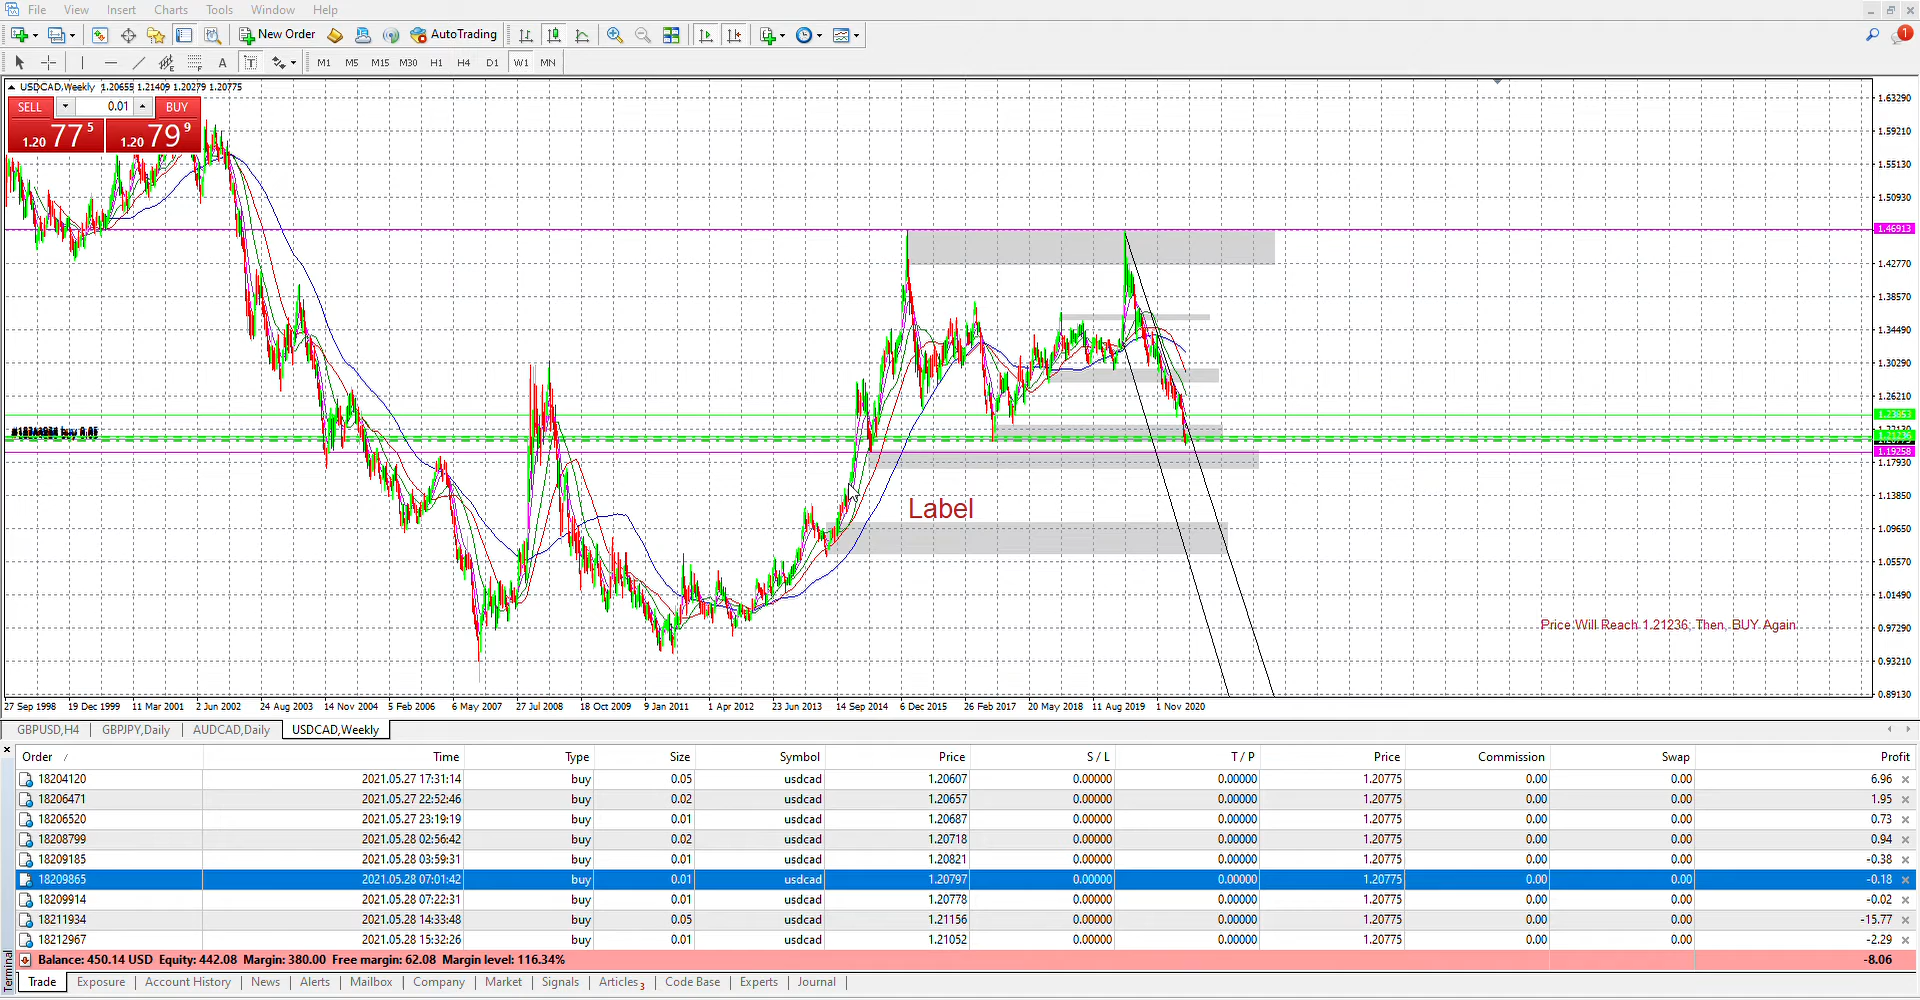 File View Insert Charts Tools Window Help
New Order AutoTrading 1
A T M1 M5 M15 M30 H1 H4 D1 W1 MN
USDCAD,Weekly 1.20655 1.21409 1.20279 1.20775
SELL 0.01 BUY
1.20 77 5 1.20 79 9
1.63290
1.59210
1.55130
1.50930
1.46913
1.42770
1.38570
1.34490
1.30290
1.26210
1.23853
1.21236
1.19258
1.17930
1.13850
1.09650
1.05570
1.01490
0.97290
0.93210
0.89130
Label
Price Will Reach 1.21236; Then, BUY Again
27 Sep 1998 19 Dec 1999 11 Mar 2001 2 Jun 2002 24 Aug 2003 14 Nov 2004 5 Feb 2006 6 May 2007 27 Jul 2008 18 Oct 2009 9 Jan 2011 1 Apr 2012 23 Jun 2013 14 Sep 2014 6 Dec 2015 26 Feb 2017 20 May 2018 11 Aug 2019 1 Nov 2020
GBPUSD,H4 GBPJPY,Daily AUDCAD,Daily USDCAD,Weekly
Order / Time Type Size Symbol Price S / L T / P Price Commission Swap Profit
18204120 2021.05.27 17:31:14 buy 0.05 usdcad 1.20607 0.00000 0.00000 1.20775 0.00 0.00 6.96
18206471 2021.05.27 22:52:46 buy 0.02 usdcad 1.20657 0.00000 0.00000 1.20775 0.00 0.00 1.95
18206520 2021.05.27 23:19:19 buy 0.01 usdcad 1.20687 0.00000 0.00000 1.20775 0.00 0.00 0.73
18208799 2021.05.28 02:56:42 buy 0.02 usdcad 1.20718 0.00000 0.00000 1.20775 0.00 0.00 0.94
18209185 2021.05.28 03:59:31 buy 0.01 usdcad 1.20821 0.00000 0.00000 1.20775 0.00 0.00 -0.38
18209865 2021.05.28 07:01:42 buy 0.01 usdcad 1.20797 0.00000 0.00000 1.20775 0.00 0.00 -0.18
18209914 2021.05.28 07:22:31 buy 0.01 usdcad 1.20778 0.00000 0.00000 1.20775 0.00 0.00 -0.02
18211934 2021.05.28 14:33:48 buy 0.05 usdcad 1.21156 0.00000 0.00000 1.20775 0.00 0.00 -15.77
18212967 2021.05.28 15:32:26 buy 0.01 usdcad 1.21052 0.00000 0.00000 1.20775 0.00 0.00 -2.29
Balance: 450.14 USD Equity: 442.08 Margin: 380.00 Free margin: 62.08 Margin level: 116.34% -8.06
Terminal
Trade Exposure Account History News Alerts Mailbox Company Market Signals Articles 3 Code Base Experts Journal